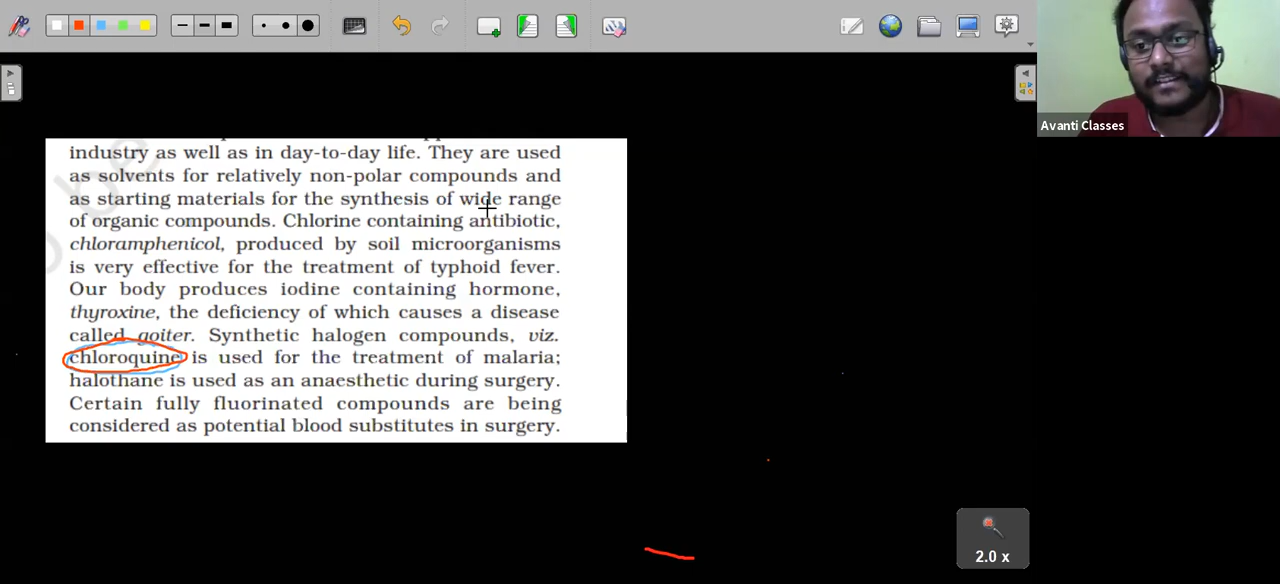 Avanti Classes
industry as well as in day-to-day life. They are used
as solvents for relatively non-polar compounds and
as starting materials for the synthesis of wide range
of organic compounds. Chlorine containing antibiotic,
chloramphenicol, produced by soil microorganisms
is very effective for the treatment of typhoid fever.
Our body produces iodine containing hormone,
thyroxine, the deficiency of which causes a disease
called goiter. Synthetic halogen compounds, viz.
chloroquine is used for the treatment of malaria;
halothane is used as an anaesthetic during surgery.
Certain fully fluorinated compounds are being
considered as potential blood substitutes in surgery.
2.0 x